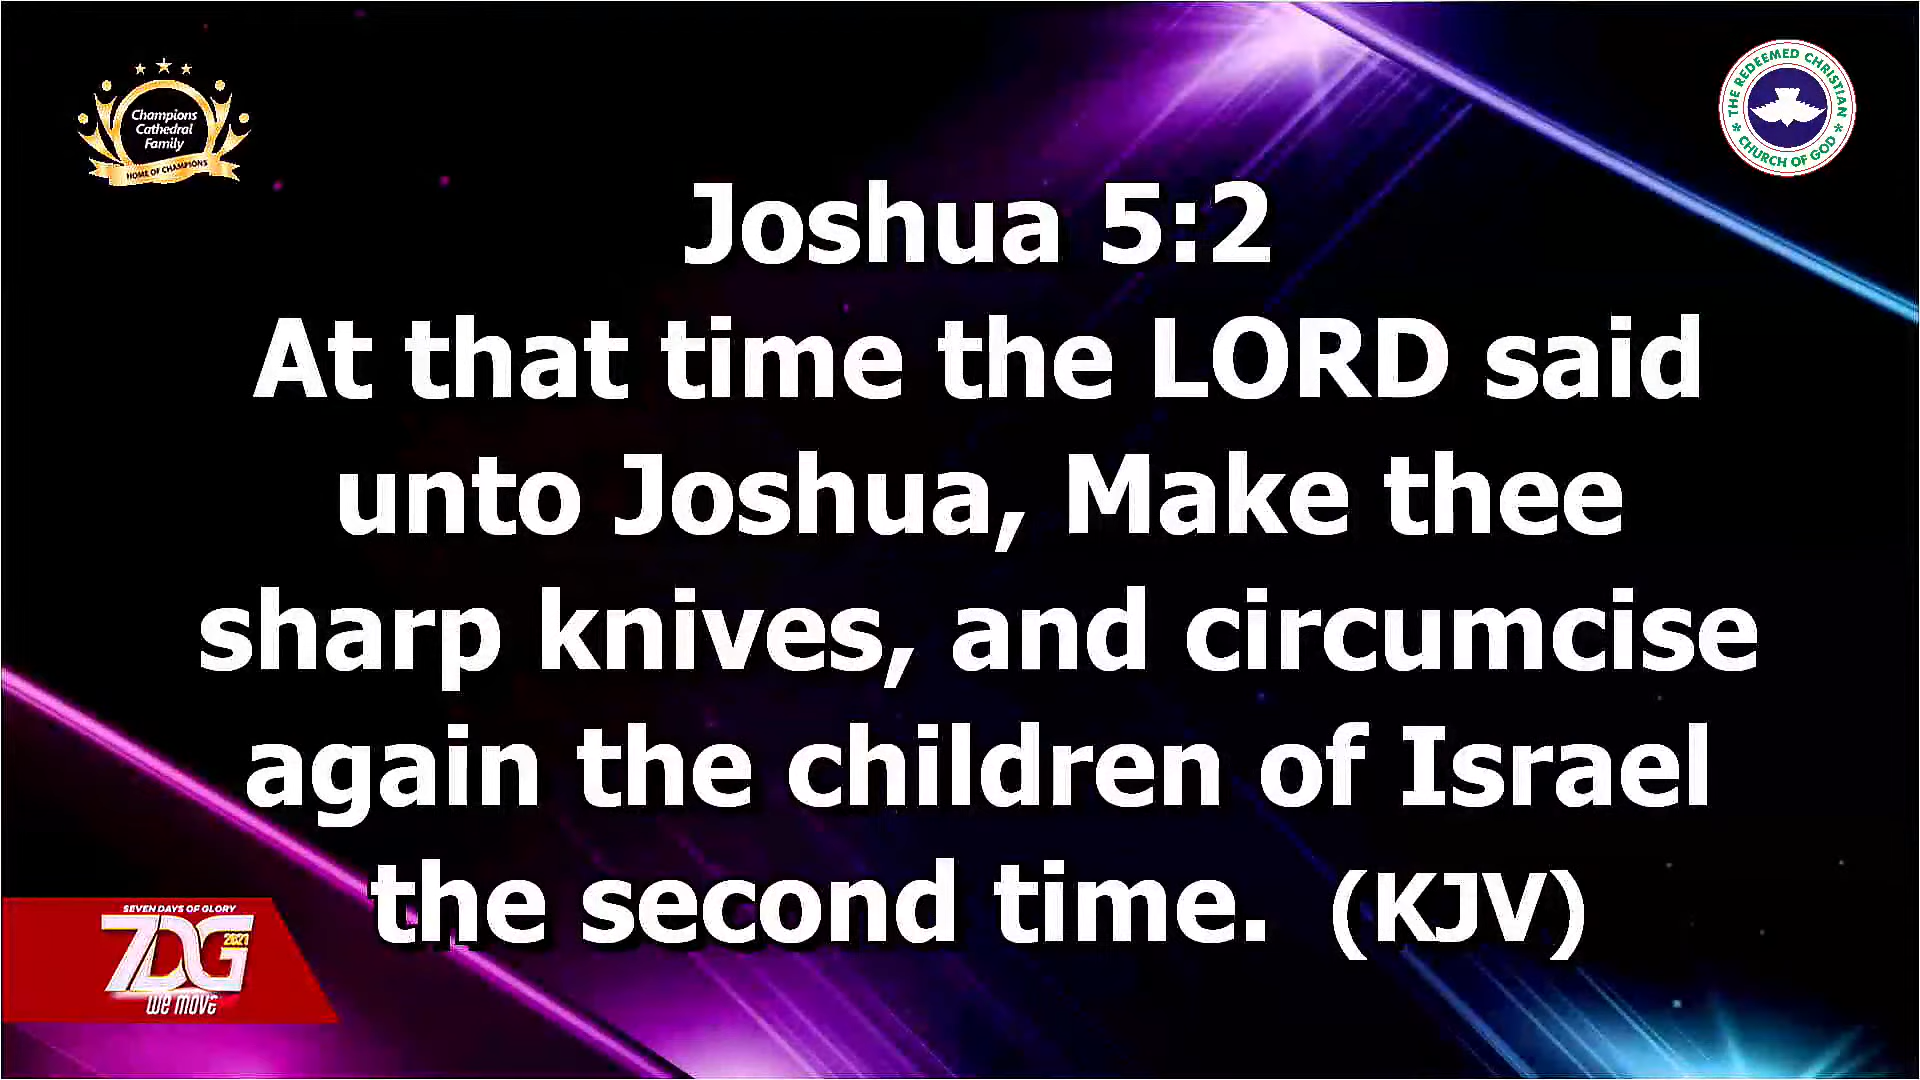 Champions
Cathedral
Family
HOME OF CHAMPIONS
THE REDEEMED CHRISTIAN
* CHURCH OF GOD *
Joshua 5:2
At that time the LORD said
unto Joshua, Make thee
sharp knives, and circumcise
again the children of Israel
the second time. (KJV)
SEVEN DAYS OF GLORY
7DG
2021
WE MOVE